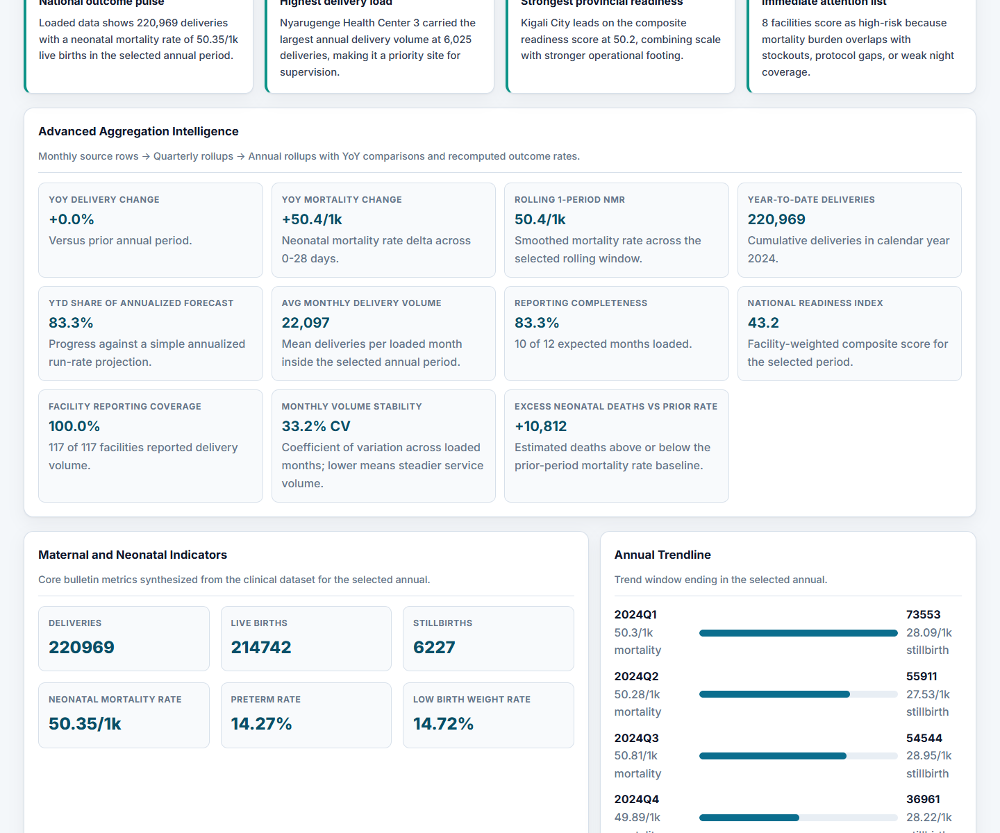 National outcome pulse
Loaded data shows 220,969 deliveries
with a neonatal mortality rate of 50.35/1k
live births in the selected annual period.
Highest delivery load
Nyarugenge Health Center 3 carried the
largest annual delivery volume at 6,025
deliveries, making it a priority site for
supervision.
Strongest provincial readiness
Kigali City leads on the composite
readiness score at 50.2, combining scale
with stronger operational footing.
Immediate attention list
8 facilities score as high-risk because
mortality burden overlaps with
stockouts, protocol gaps, or weak night
coverage.
Advanced Aggregation Intelligence
Monthly source rows → Quarterly rollups → Annual rollups with YoY comparisons and recomputed outcome rates.
YOY DELIVERY CHANGE
+0.0%
Versus prior annual period.
YOY MORTALITY CHANGE
+50.4/1k
Neonatal mortality rate delta across
0-28 days.
ROLLING 1-PERIOD NMR
50.4/1k
Smoothed mortality rate across the
selected rolling window.
YEAR-TO-DATE DELIVERIES
220,969
Cumulative deliveries in calendar year
2024.
YTD SHARE OF ANNUALIZED FORECAST
83.3%
Progress against a simple annualized
run-rate projection.
AVG MONTHLY DELIVERY VOLUME
22,097
Mean deliveries per loaded month
inside the selected annual period.
REPORTING COMPLETENESS
83.3%
10 of 12 expected months loaded.
NATIONAL READINESS INDEX
43.2
Facility-weighted composite score for
the selected period.
FACILITY REPORTING COVERAGE
100.0%
117 of 117 facilities reported delivery
volume.
MONTHLY VOLUME STABILITY
33.2% CV
Coefficient of variation across loaded
months; lower means steadier service
volume.
EXCESS NEONATAL DEATHS VS PRIOR RATE
+10,812
Estimated deaths above or below the
prior-period mortality rate baseline.
Maternal and Neonatal Indicators
Core bulletin metrics synthesized from the clinical dataset for the selected annual.
DELIVERIES
220969
LIVE BIRTHS
214742
STILLBIRTHS
6227
NEONATAL MORTALITY RATE
50.35/1k
PRETERM RATE
14.27%
LOW BIRTH WEIGHT RATE
14.72%
Annual Trendline
Trend window ending in the selected annual.
2024Q1
50.3/1k
mortality
73553
28.09/1k
stillbirth
2024Q2
50.28/1k
mortality
55911
27.53/1k
stillbirth
2024Q3
50.81/1k
mortality
54544
28.95/1k
stillbirth
2024Q4
49.89/1k
36961
28.22/1k